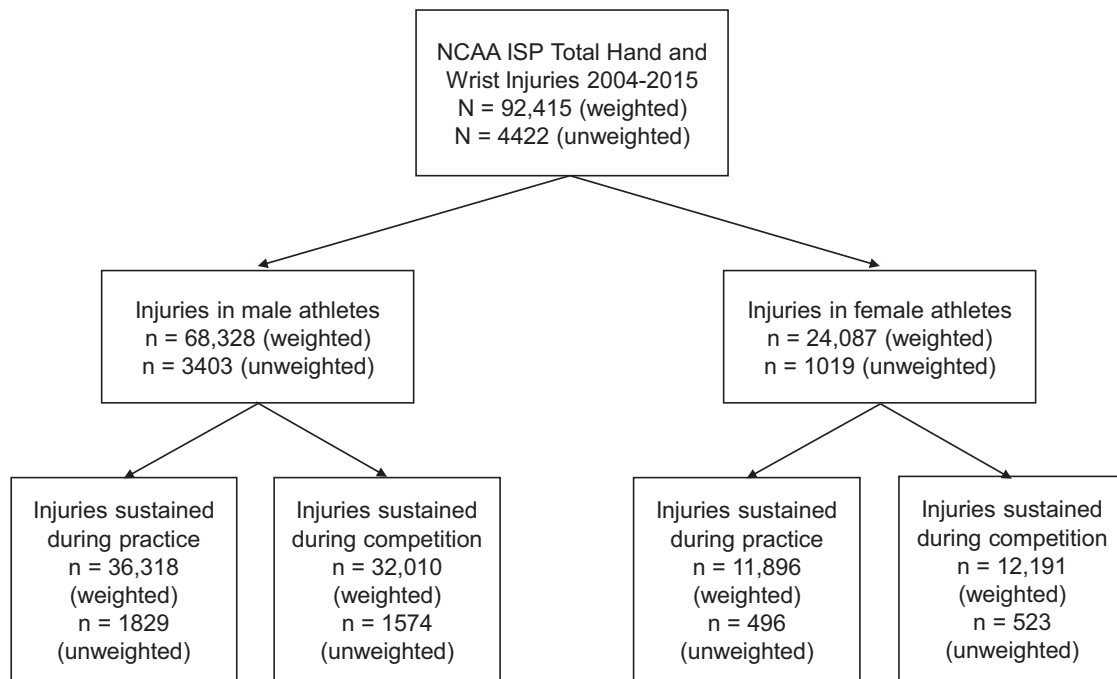 NCAA ISP Total Hand and
Wrist Injuries 2004-2015
N = 92,415 (weighted)
N = 4422 (unweighted)
Injuries in male athletes
n = 68,328 (weighted)
n = 3403 (unweighted)
Injuries in female athletes
n = 24,087 (weighted)
n = 1019 (unweighted)
Injuries sustained
during practice
n = 36,318
(weighted)
n = 1829
(unweighted)
Injuries sustained
during competition
n = 32,010
(weighted)
n = 1574
(unweighted)
Injuries sustained
during practice
n = 11,896
(weighted)
n = 496
(unweighted)
Injuries sustained
during competition
n = 12,191
(weighted)
n = 523
(unweighted)